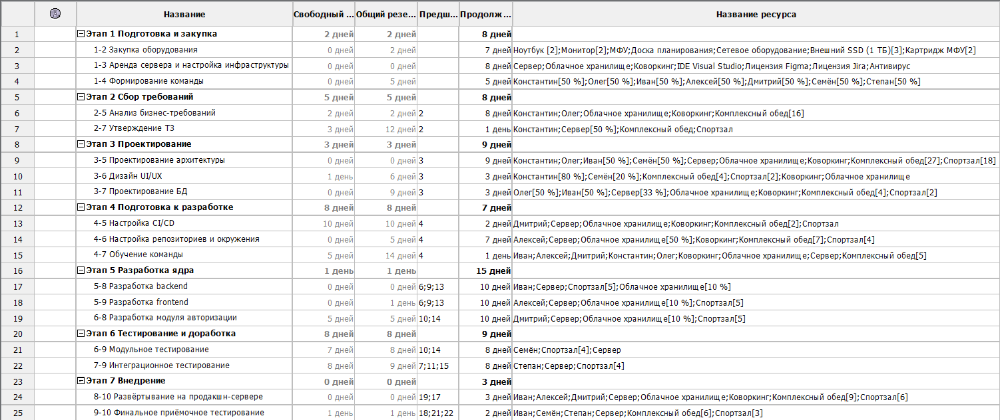 Название Свободный ... Общий резе... Предш... Продолж... Название ресурса
1 Этап 1 Подготовка и закупка 2 дней 2 дней 8 дней
2 1-2 Закупка оборудования 0 дней 2 дней 7 дней Ноутбук [2];Монитор[2];МФУ;Доска планирования;Сетевое оборудование;Внешний SSD (1 ТБ)[3];Картридж МФУ[2]
3 1-3 Аренда сервера и настройка инфраструктуры 0 дней 0 дней 8 дней Сервер;Облачное хранилище;Коворкинг;IDE Visual Studio;Лицензия Figma;Лицензия Jira;Антивирус
4 1-4 Формирование команды 0 дней 5 дней 5 дней Константин[50 %];Олег[50 %];Иван[50 %];Алексей[50 %];Дмитрий[50 %];Семён[50 %];Степан[50 %]
5 Этап 2 Сбор требований 5 дней 5 дней 8 дней
6 2-5 Анализ бизнес-требований 2 дней 2 дней 2 8 дней Константин;Олег;Облачное хранилище;Коворкинг;Комплексный обед[16]
7 2-7 Утверждение ТЗ 3 дней 12 дней 2 1 день Константин;Сервер[50 %];Комплексный обед;Спортзал
8 Этап 3 Проектирование 3 дней 3 дней 9 дней
9 3-5 Проектирование архитектуры 0 дней 0 дней 3 9 дней Константин;Олег;Иван[50 %];Семён[50 %];Сервер;Облачное хранилище;Коворкинг;Комплексный обед[27];Спортзал[18]
10 3-6 Дизайн UI/UX 1 день 6 дней 3 3 дней Константин[80 %];Семён[20 %];Комплексный обед[4];Спортзал[2];Коворкинг;Облачное хранилище
11 3-7 Проектирование БД 0 дней 9 дней 3 3 дней Олег[50 %];Иван[50 %];Сервер[33 %];Облачное хранилище;Коворкинг;Комплексный обед[4];Спортзал[2]
12 Этап 4 Подготовка к разработке 8 дней 8 дней 7 дней
13 4-5 Настройка CI/CD 10 дней 10 дней 4 2 дней Дмитрий;Сервер;Облачное хранилище;Коворкинг;Комплексный обед[2];Спортзал
14 4-6 Настройка репозиториев и окружения 0 дней 5 дней 4 7 дней Алексей;Сервер;Облачное хранилище[50 %];Коворкинг;Комплексный обед[7];Спортзал[4]
15 4-7 Обучение команды 5 дней 14 дней 4 1 день Иван;Алексей;Дмитрий;Константин;Олег;Коворкинг;Облачное хранилище;Сервер;Комплексный обед[5]
16 Этап 5 Разработка ядра 1 день 1 день 15 дней
17 5-8 Разработка backend 0 дней 0 дней 6;9;13 10 дней Иван;Сервер;Спортзал[5];Облачное хранилище[10 %]
18 5-9 Разработка frontend 0 дней 1 день 6;9;13 10 дней Алексей;Сервер;Облачное хранилище[10 %];Спортзал[5]
19 6-8 Разработка модуля авторизации 5 дней 5 дней 10;14 10 дней Дмитрий;Сервер;Облачное хранилище[10 %];Спортзал[5]
20 Этап 6 Тестирование и доработка 8 дней 8 дней 9 дней
21 6-9 Модульное тестирование 7 дней 8 дней 10;14 8 дней Семён;Спортзал[4];Сервер
22 7-9 Интеграционное тестирование 8 дней 9 дней 7;11;15 8 дней Степан;Сервер;Спортзал[4]
23 Этап 7 Внедрение 0 дней 0 дней 3 дней
24 8-10 Развёртывание на продакшн-сервере 0 дней 0 дней 19;17 3 дней Иван;Алексей;Дмитрий;Сервер;Облачное хранилище;Коворкинг;Комплексный обед[9];Спортзал[6]
25 9-10 Финальное приёмочное тестирование 1 день 1 день 18;21;22 2 дней Иван;Семён;Степан;Сервер;Комплексный обед[6];Спортзал[3]